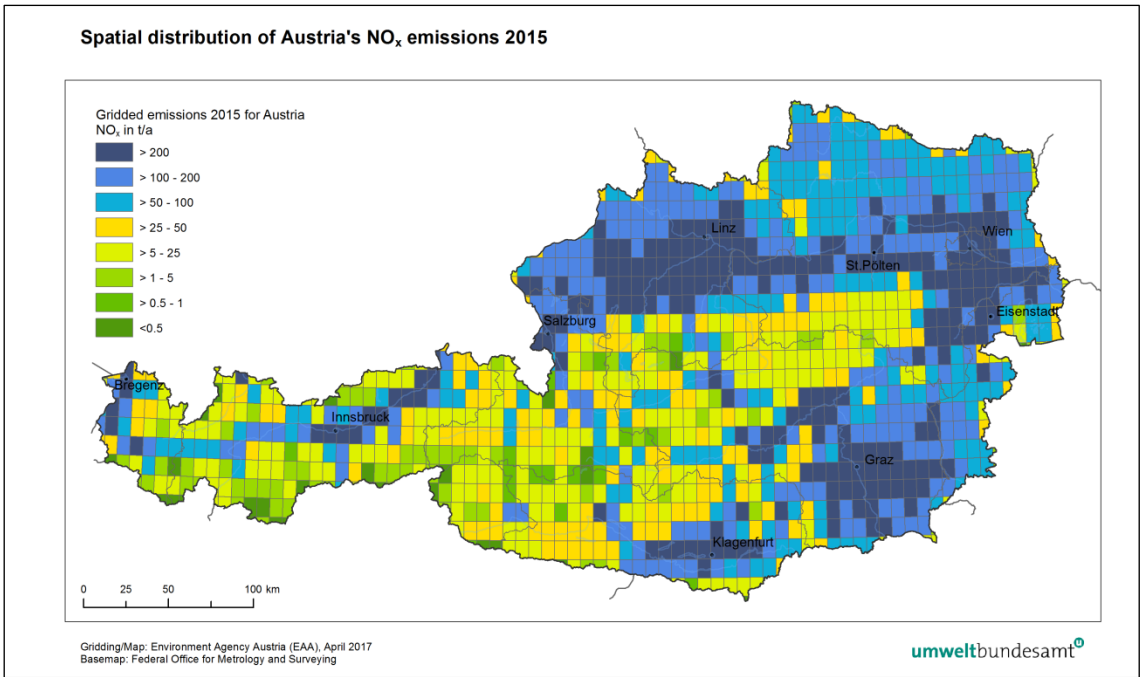 Spatial distribution of Austria's NOx emissions 2015
Gridded emissions 2015 for Austria
NOx in t/a
> 200
> 100 - 200
> 50 - 100
> 25 - 50
> 5 - 25
> 1 - 5
> 0.5 - 1
<0.5
Linz
Wien
St.Pölten
Eisenstadt
Salzburg
Bregenz
Innsbruck
Graz
Klagenfurt
0 25 50 100 km
Gridding/Map: Environment Agency Austria (EAA), April 2017
Basemap: Federal Office for Metrology and Surveying
umweltbundesamt u